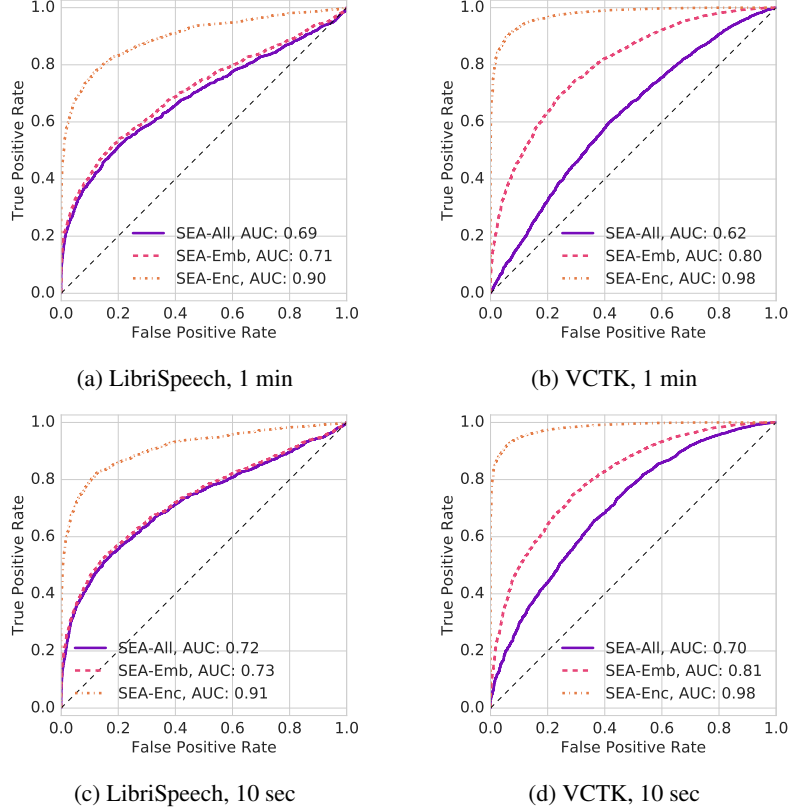 1.0
0.8
0.6
0.4
0.2
0.0
True Positive Rate
SEA-All, AUC: 0.69
SEA-Emb, AUC: 0.71
SEA-Enc, AUC: 0.90
0.0 0.2 0.4 0.6 0.8 1.0
False Positive Rate
(a) LibriSpeech, 1 min
1.0
0.8
0.6
0.4
0.2
0.0
True Positive Rate
SEA-All, AUC: 0.62
SEA-Emb, AUC: 0.80
SEA-Enc, AUC: 0.98
0.0 0.2 0.4 0.6 0.8 1.0
False Positive Rate
(b) VCTK, 1 min
1.0
0.8
0.6
0.4
0.2
0.0
True Positive Rate
SEA-All, AUC: 0.72
SEA-Emb, AUC: 0.73
SEA-Enc, AUC: 0.91
0.0 0.2 0.4 0.6 0.8 1.0
False Positive Rate
(c) LibriSpeech, 10 sec
1.0
0.8
0.6
0.4
0.2
0.0
True Positive Rate
SEA-All, AUC: 0.70
SEA-Emb, AUC: 0.81
SEA-Enc, AUC: 0.98
0.0 0.2 0.4 0.6 0.8 1.0
False Positive Rate
(d) VCTK, 10 sec